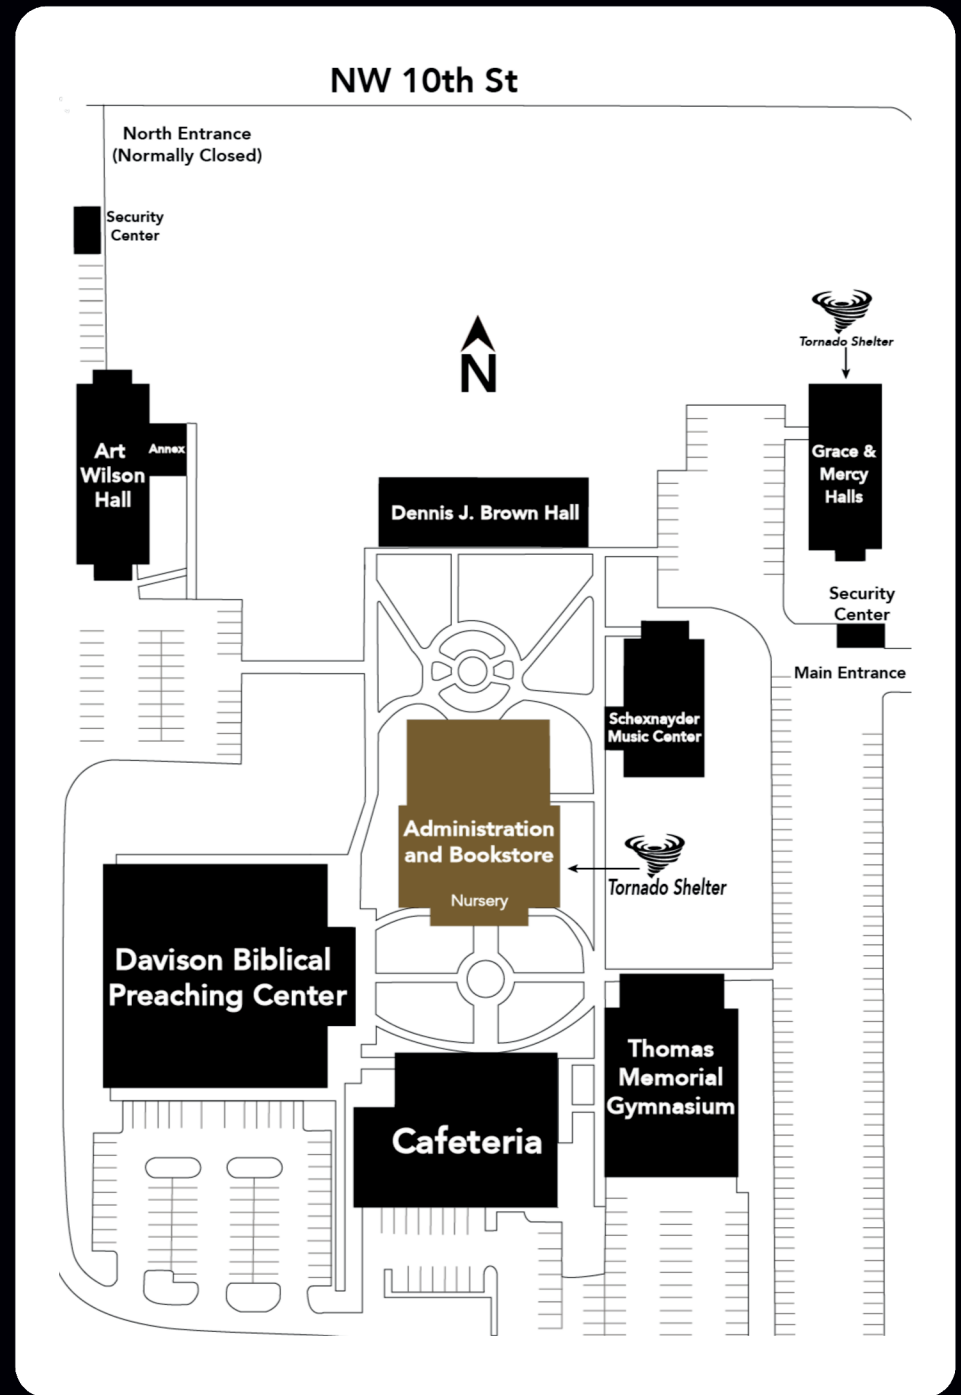 NW 10th St
North Entrance
(Normally Closed)
Security
Center
Tornado Shelter
N
Art
Wilson
Hall
Annex
Grace &
Mercy
Halls
Dennis J. Brown Hall
Security
Center
Main Entrance
Schexnayder
Music Center
Administration
and Bookstore
Nursery
Tornado Shelter
Davison Biblical
Preaching Center
Thomas
Memorial
Gymnasium
Cafeteria